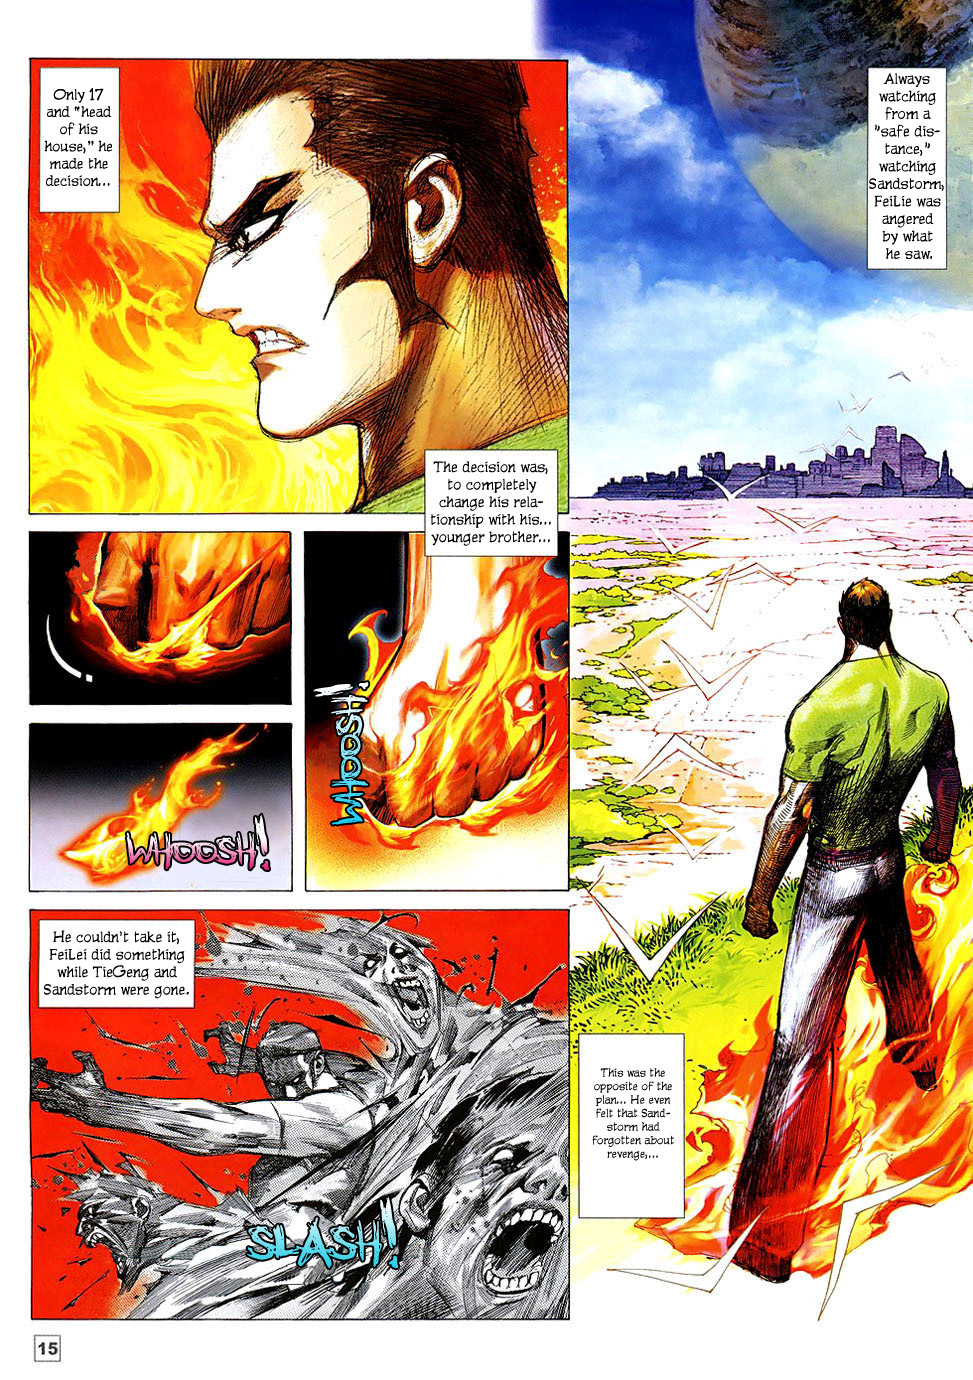 Only 17
and "head
of his
house," he
made the
decision...
Always
watching
from a
"safe dis-
tance,"
watching
Sandstorm,
FeiLie was
angered
by what
he saw.
The decision was,
to completely
change his rela-
tionship with his...
younger brother...
WHOOSH!
WHOOSH!
He couldn't take it,
FeiLei did something
while TieGeng and
Sandstorm were gone.
SLASH!
This was the
opposite of the
plan... He even
felt that Sand-
storm had
forgotten about
revenge,...
15